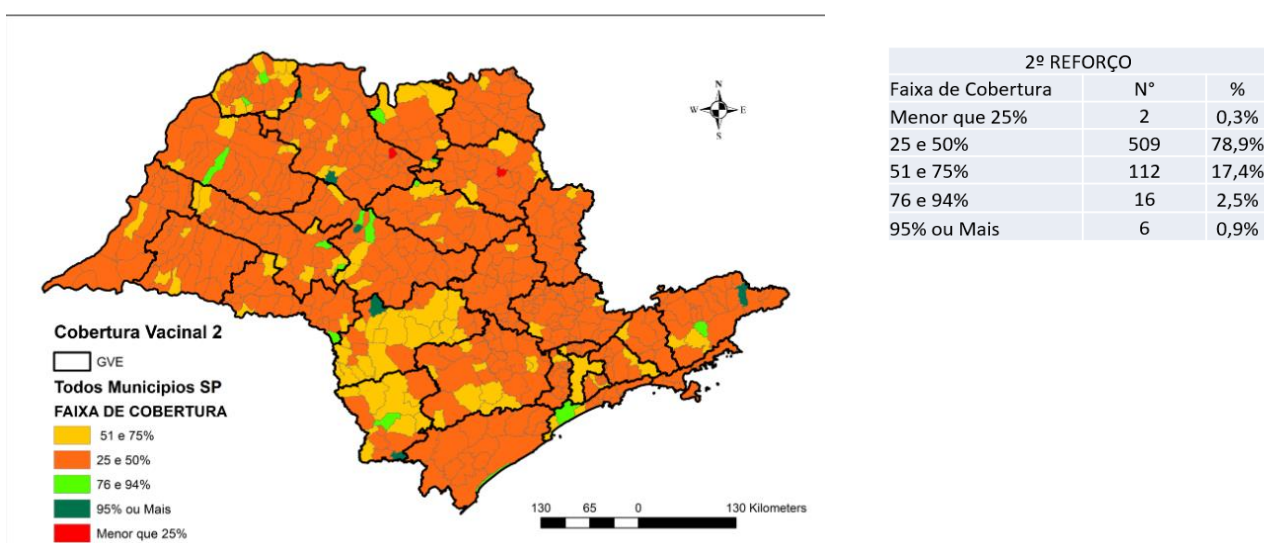 N
W E
S
Cobertura Vacinal 2
GVE
Todos Municipios SP
FAIXA DE COBERTURA
51 e 75%
25 e 50%
76 e 94%
95% ou Mais
Menor que 25%
130 65 0 130 Kilometers
2º REFORÇO
Faixa de Cobertura N° %
Menor que 25% 2 0,3%
25 e 50% 509 78,9%
51 e 75% 112 17,4%
76 e 94% 16 2,5%
95% ou Mais 6 0,9%